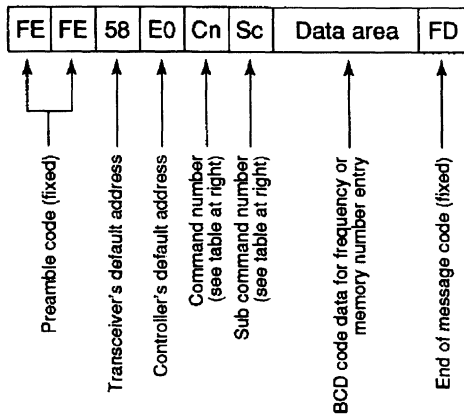 FE FE 58 E0 Cn Sc Data area FD
Preamble code (fixed)
Transceiver's default address
Controller's default address
Command number
(see table at right)
Sub command number
(see table at right)
BCD code data for frequency or
memory number entry
End of message code (fixed)